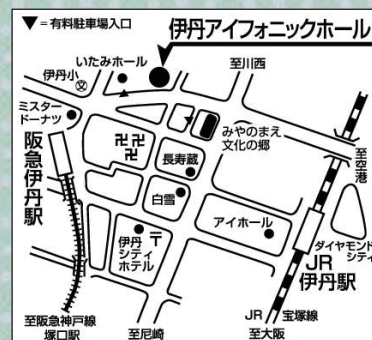 ▼=有料駐車場入口
伊丹アイフォニックホール
いたみホール
至川西
伊丹小
文
ミスター
ドーナツ
みやのまえ
文化の郷
至空港
卍卍
卍
長寿蔵
阪急伊丹駅
白雪
アイホール
伊丹
シティ
ホテル
〒
ダイヤモンド
シティ
JR
伊丹駅
至阪急神戸線
塚口駅
至尼崎
JR 宝塚線
至大阪